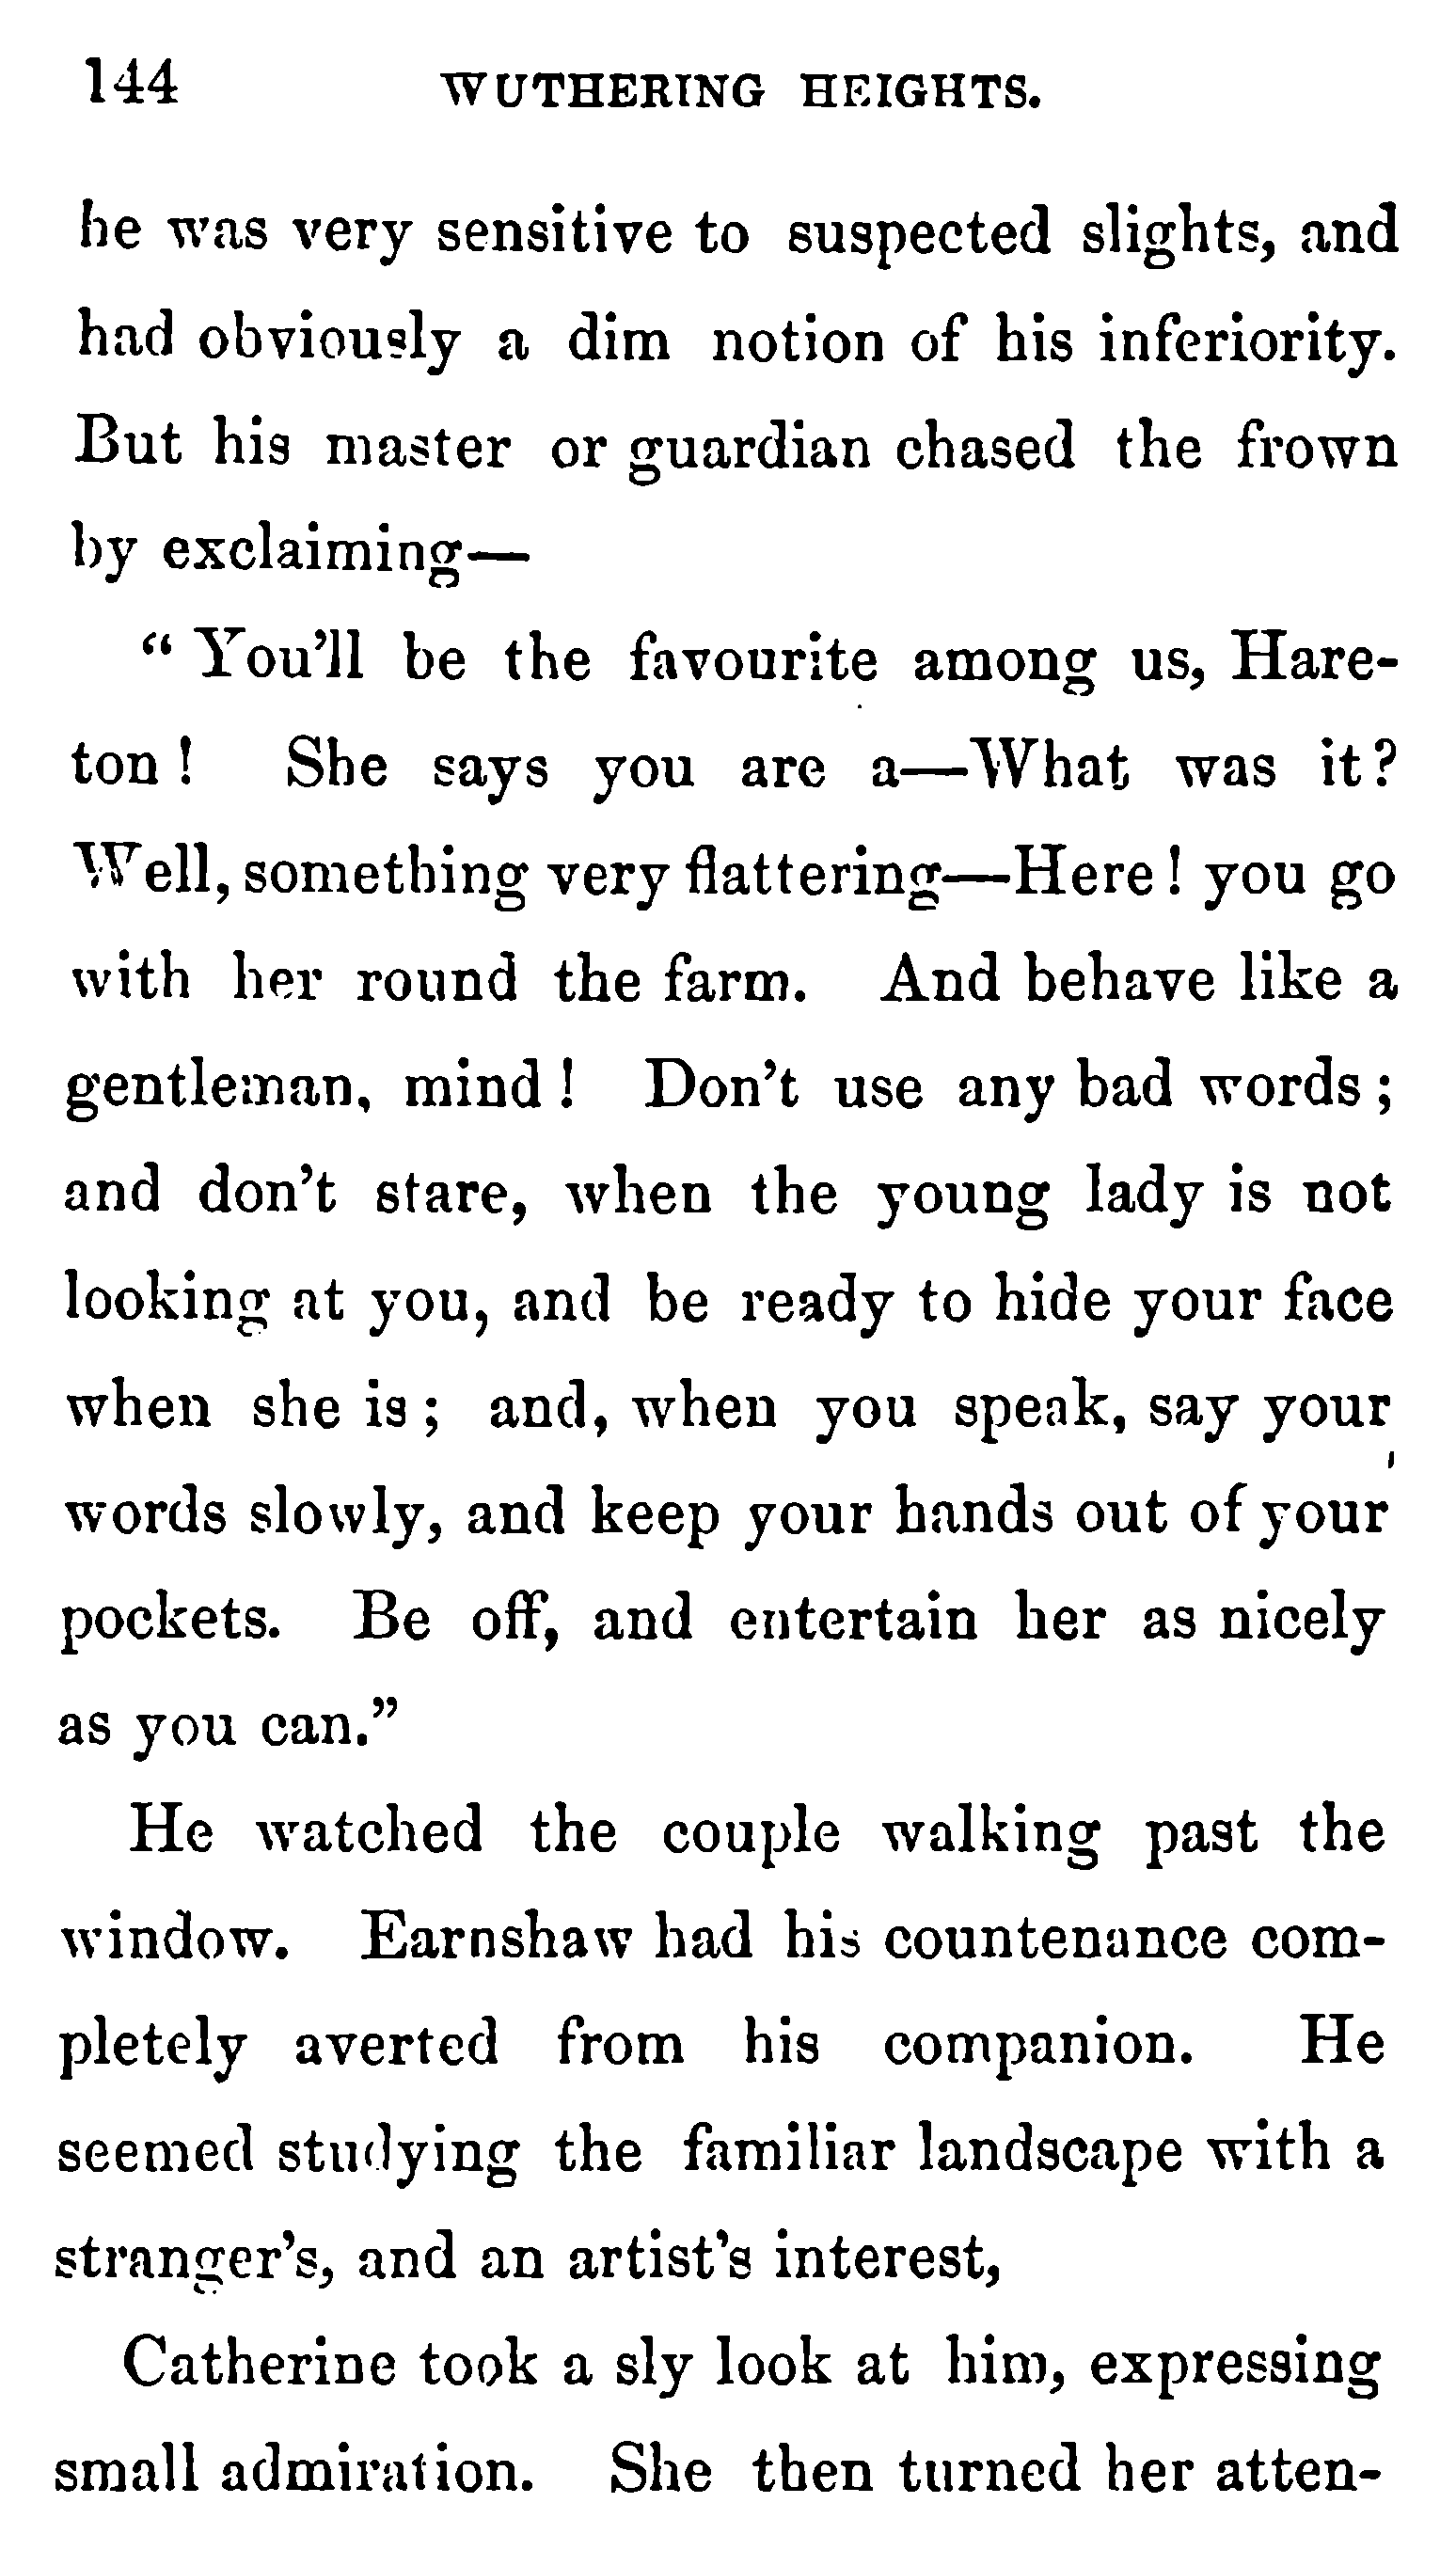 144 WUTHERING HEIGHTS.
he was very sensitive to suspected slights, and
had obviously a dim notion of his inferiority.
But his master or guardian chased the frown
by exclaiming—
“ You’ll be the favourite among us, Hare-
ton ! She says you are a—What was it?
Well, something very flattering—Here ! you go
with her round the farm. And behave like a
gentleman, mind ! Don’t use any bad words ;
and don’t stare, when the young lady is not
looking at you, and be ready to hide your face
when she is ; and, when you speak, say your
words slowly, and keep your hands out of your
pockets. Be off, and entertain her as nicely
as you can.”
He watched the couple walking past the
window. Earnshaw had his countenance com-
pletely averted from his companion. He
seemed studying the familiar landscape with a
stranger’s, and an artist’s interest,
Catherine took a sly look at him, expressing
small admiration. She then turned her atten-